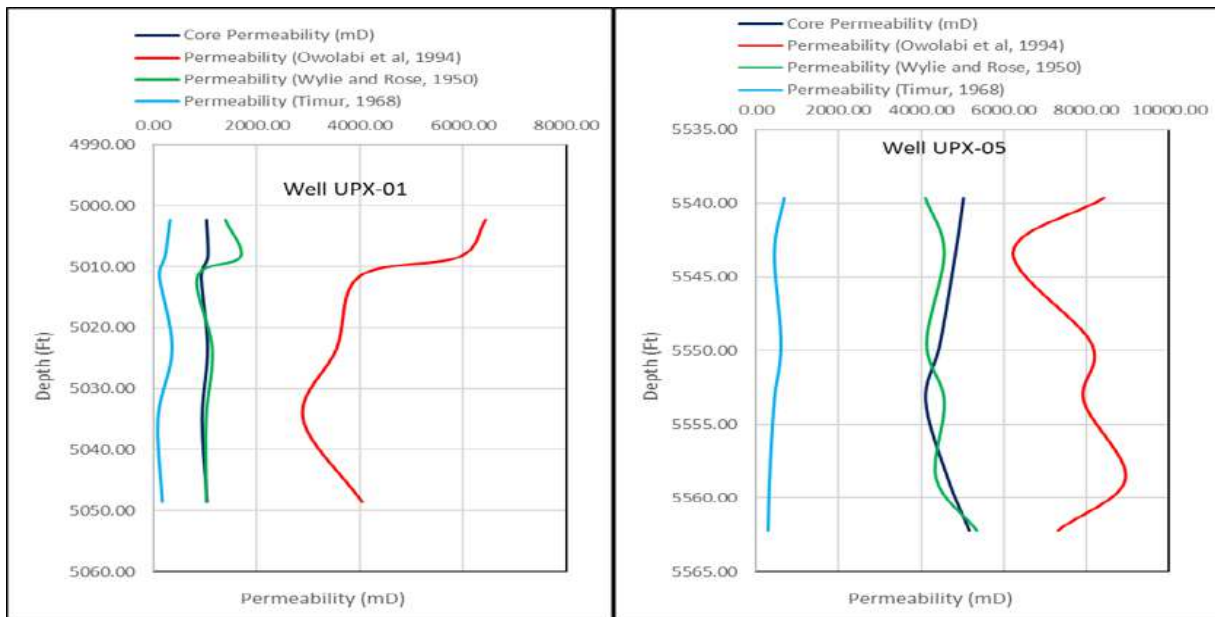 Core Permeability (mD)
Permeability (Owolabi et al, 1994)
Permeability (Wylie and Rose, 1950)
Permeability (Timur, 1968)
0.00 2000.00 4000.00 6000.00 8000.00
4990.00
5000.00
5010.00
5020.00
5030.00
5040.00
5050.00
5060.00
Well UPX-01
Depth (Ft)
Permeability (mD)
Core Permeability (mD)
Permeability (Owolabi et al, 1994)
Permeability (Wylie and Rose, 1950)
Permeability (Timur, 1968)
0.00 2000.00 4000.00 6000.00 8000.00 10000.00
5535.00
5540.00
5545.00
5550.00
5555.00
5560.00
5565.00
Well UPX-05
Depth (Ft)
Permeability (mD)